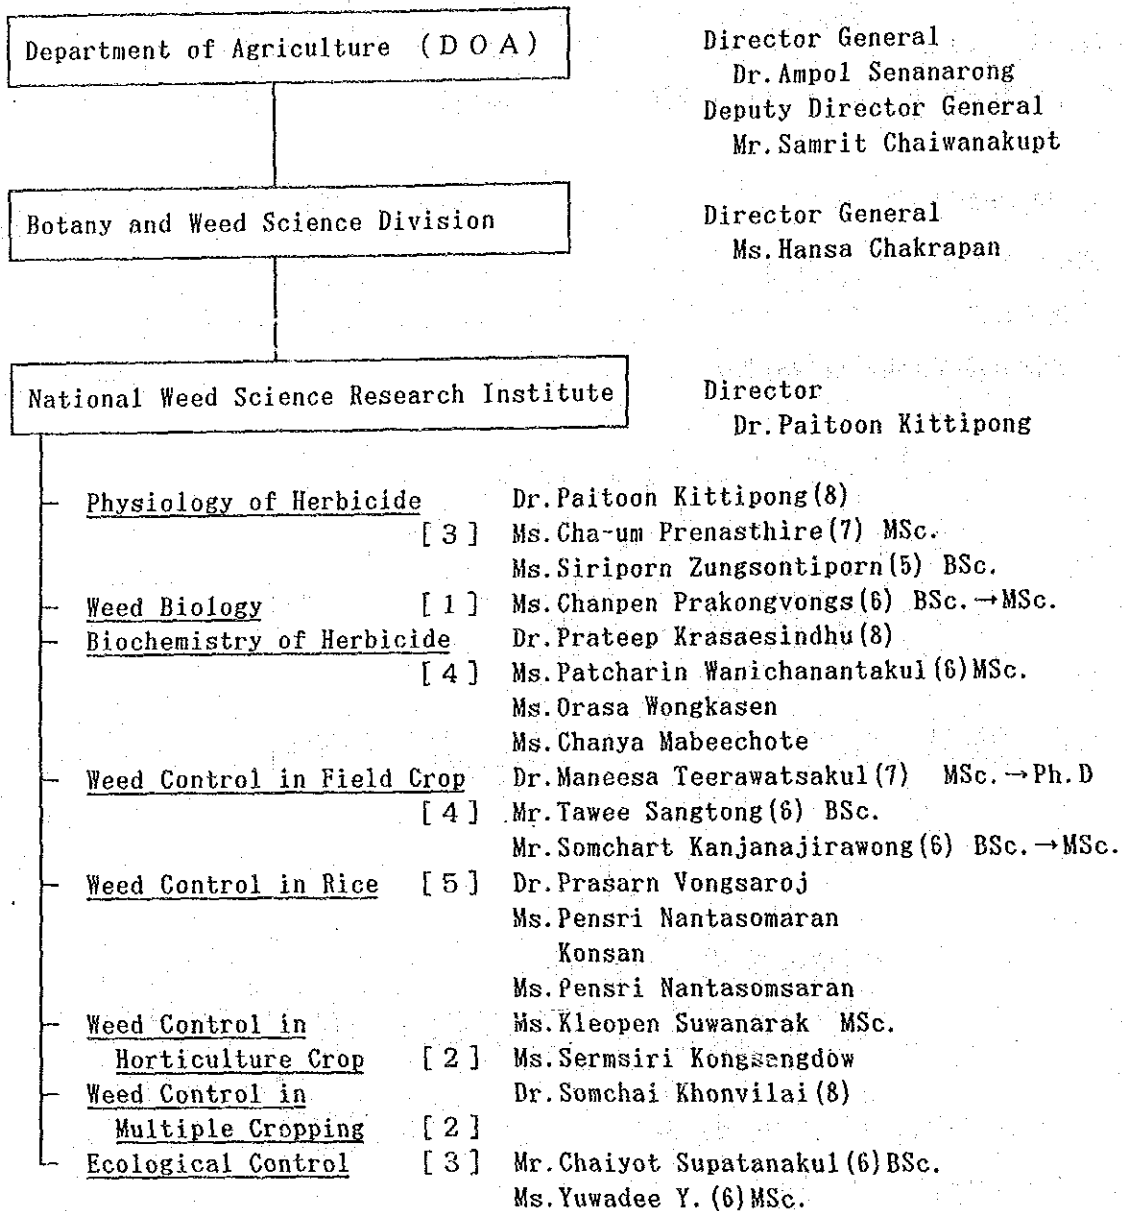 Department of Agriculture (DOA)
Director General
Dr. Ampol Senanarong
Deputy Director General
Mr. Samrit Chaiwanakupt
Botany and Weed Science Division
Director General
Ms. Hansa Chakrapan
National Weed Science Research Institute
Director
Dr. Paitoon Kittipong
Physiology of Herbicide Dr. Paitoon Kittipong(8)
[3] Ms. Cha-um Prenasthire(7) MSc.
Ms. Siriporn Zungsontiporn(5) BSc.
Weed Biology [1] Ms. Chanpen Prakongvongs(6) BSc.→MSc.
Biochemistry of Herbicide Dr. Prateep Krasaesindhu(8)
[4] Ms. Patcharin Wanichanantakul(6)MSc.
Ms. Orasa Wongkasen
Ms. Chanya Mabeechote
Weed Control in Field Crop Dr. Maneesa Teerawatsakul(7) MSc.→Ph.D
[4] Mr. Tawee Sangtong(6) BSc.
Mr. Somchart Kanjanajirawong(6) BSc.→MSc.
Weed Control in Rice [5] Dr. Prasarn Vongsaroj
Ms. Pensri Nantasomaran
Konsan
Ms. Pensri Nantasomsaran
Weed Control in Ms. Kleopen Suwanarak MSc.
Horticulture Crop [2] Ms. Sermsiri Kongsangdow
Weed Control in Dr. Somchai Khonvilai(8)
Multiple Cropping [2]
Ecological Control [3] Mr. Chaiyot Supatanakul(6)BSc.
Ms. Yuwadee Y.(6)MSc.